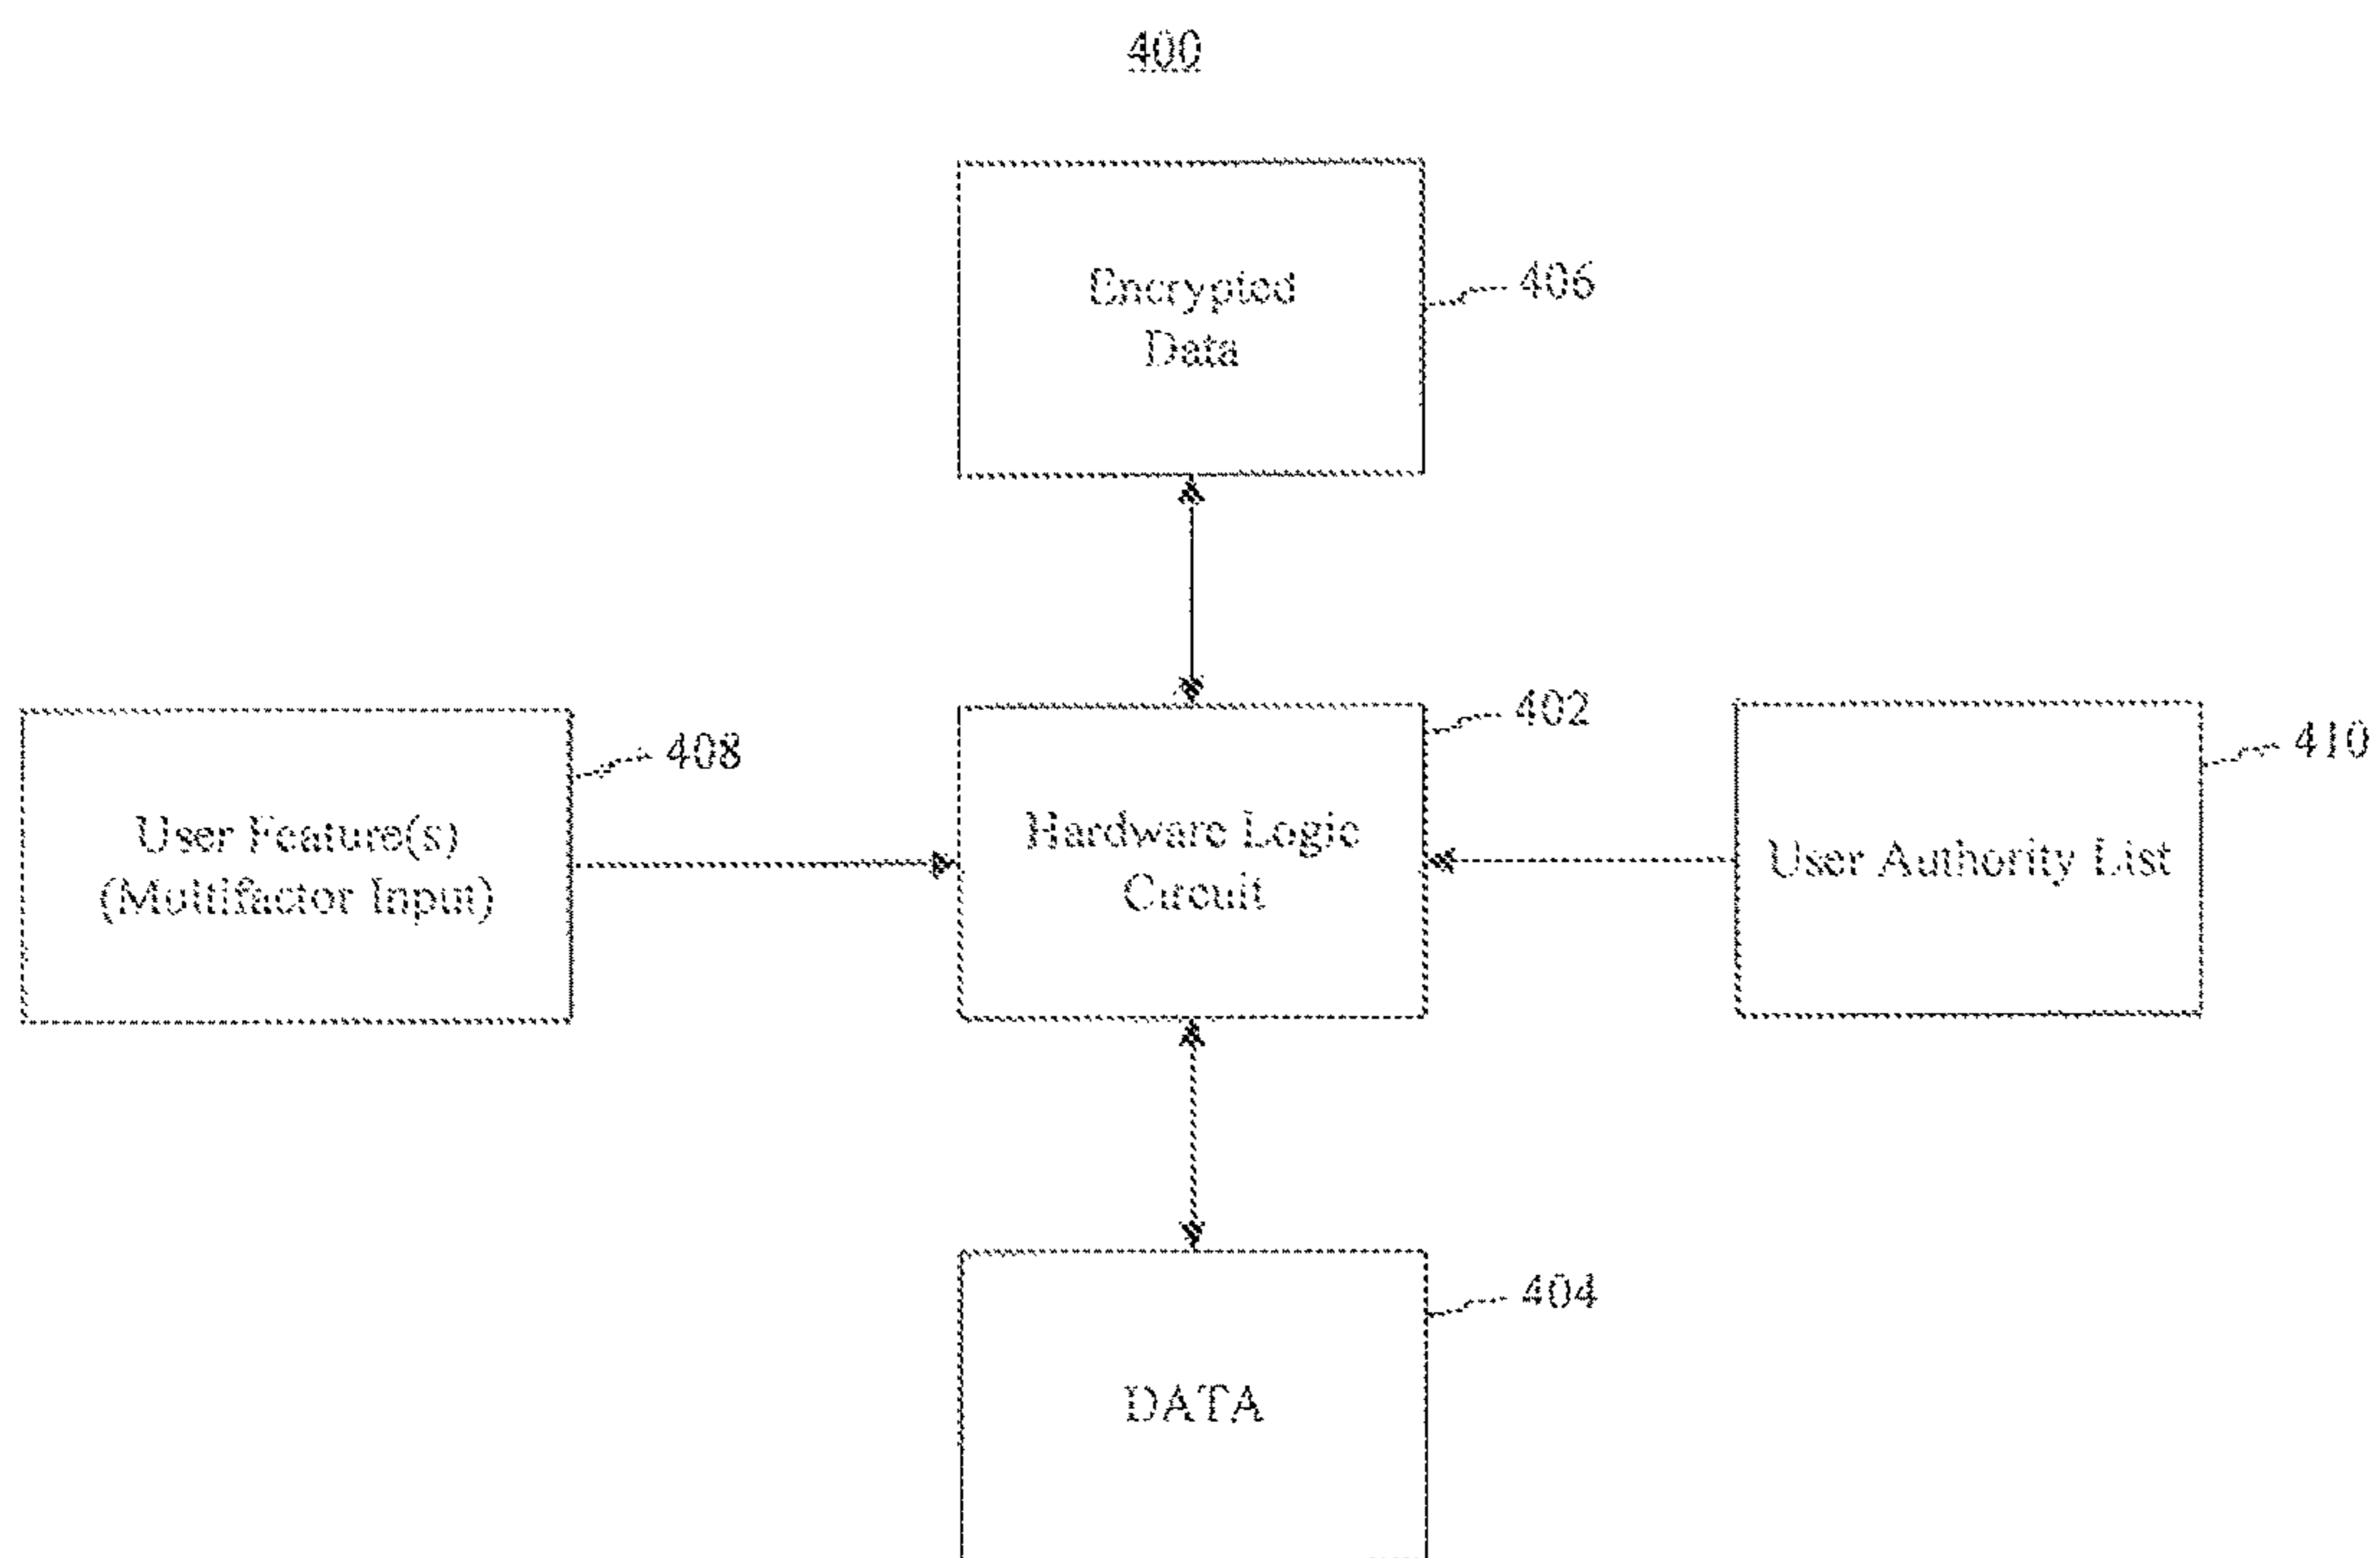 400
Encrypted
Data
406
User Feature(s)
(Multifactor Input)
408
Hardware Logic
Circuit
402
User Authority List
410
DATA
404